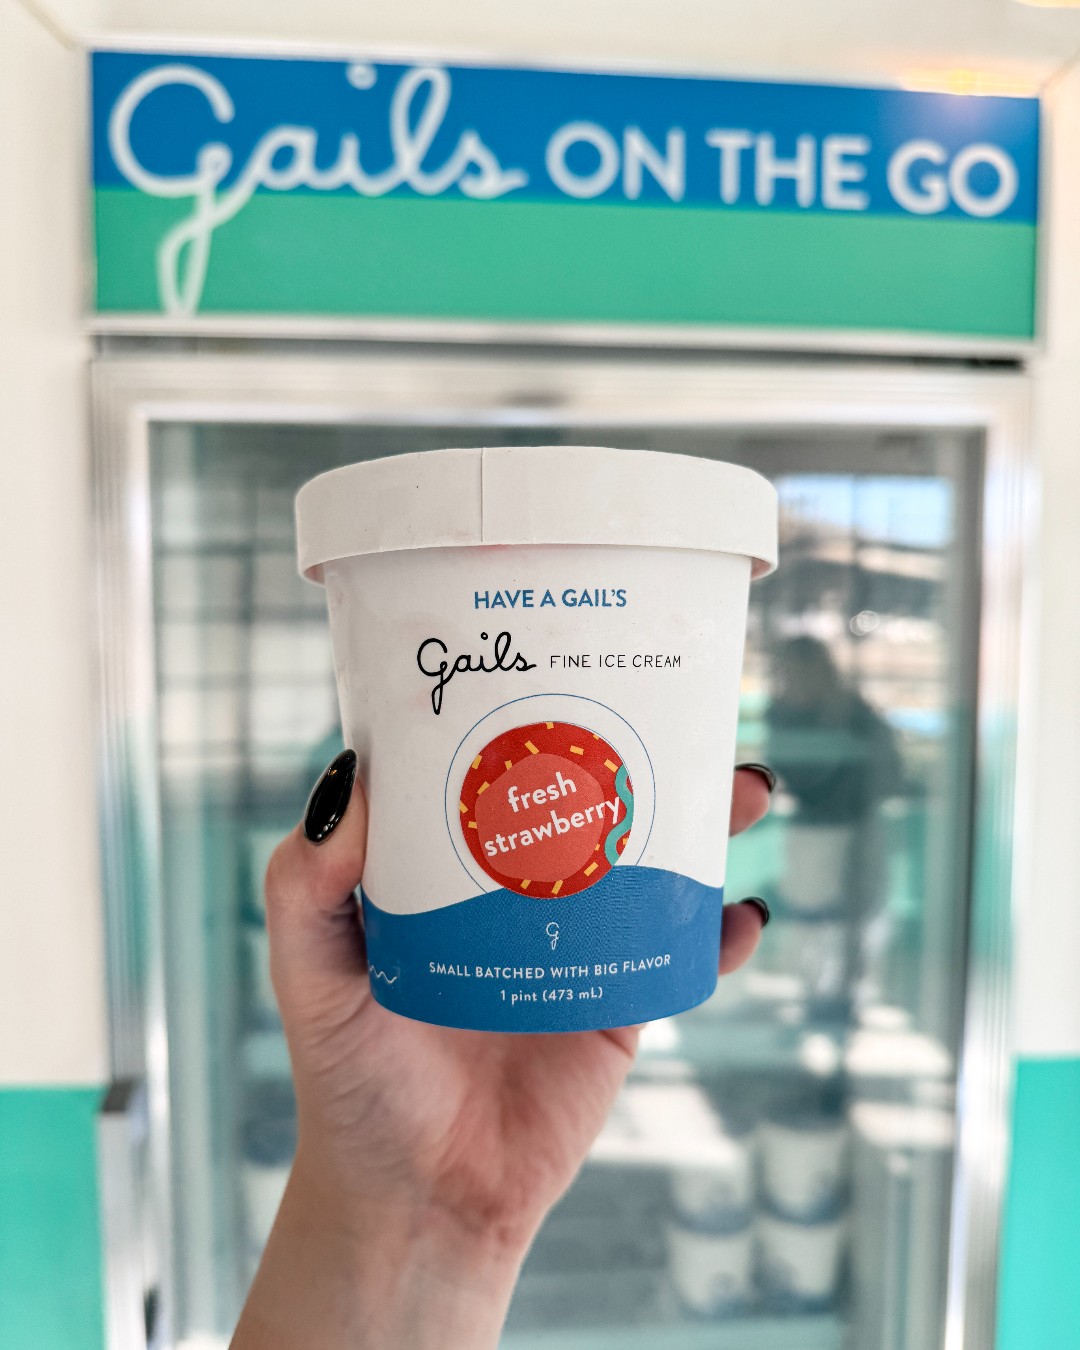 Gails ON THE GO
HAVE A GAIL'S
Gails FINE ICE CREAM
fresh
strawberry
g
SMALL BATCHED WITH BIG FLAVOR
1 pint (473 mL)